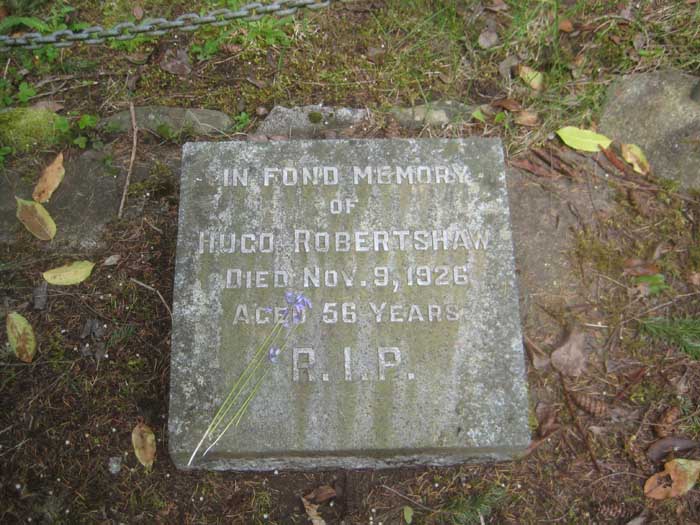 IN FOND MEMORY
OF
HUGO ROBERTSHAW
DIED NOV. 9, 1926
AGED 56 YEARS
R.I.P.